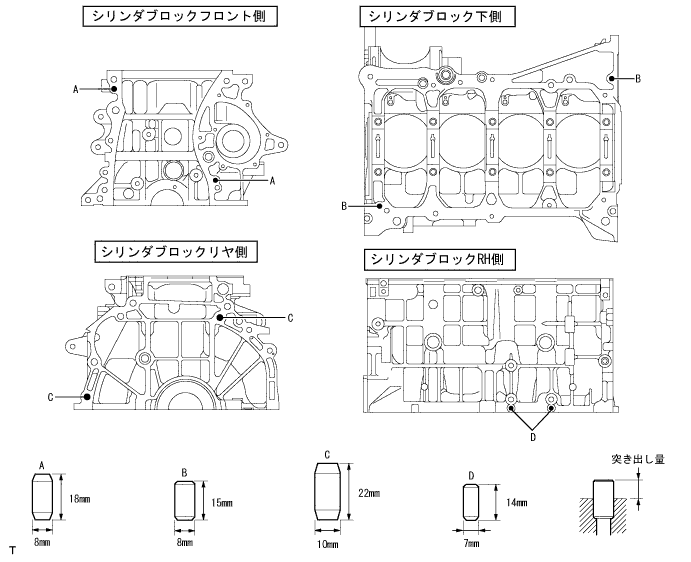 シリンダブロックフロント側
シリンダブロック下側
A
A
B
B
シリンダブロックリヤ側
シリンダブロックRH側
C
C
D
A
18mm
8mm
B
15mm
8mm
C
22mm
10mm
D
14mm
7mm
突き出し量
T